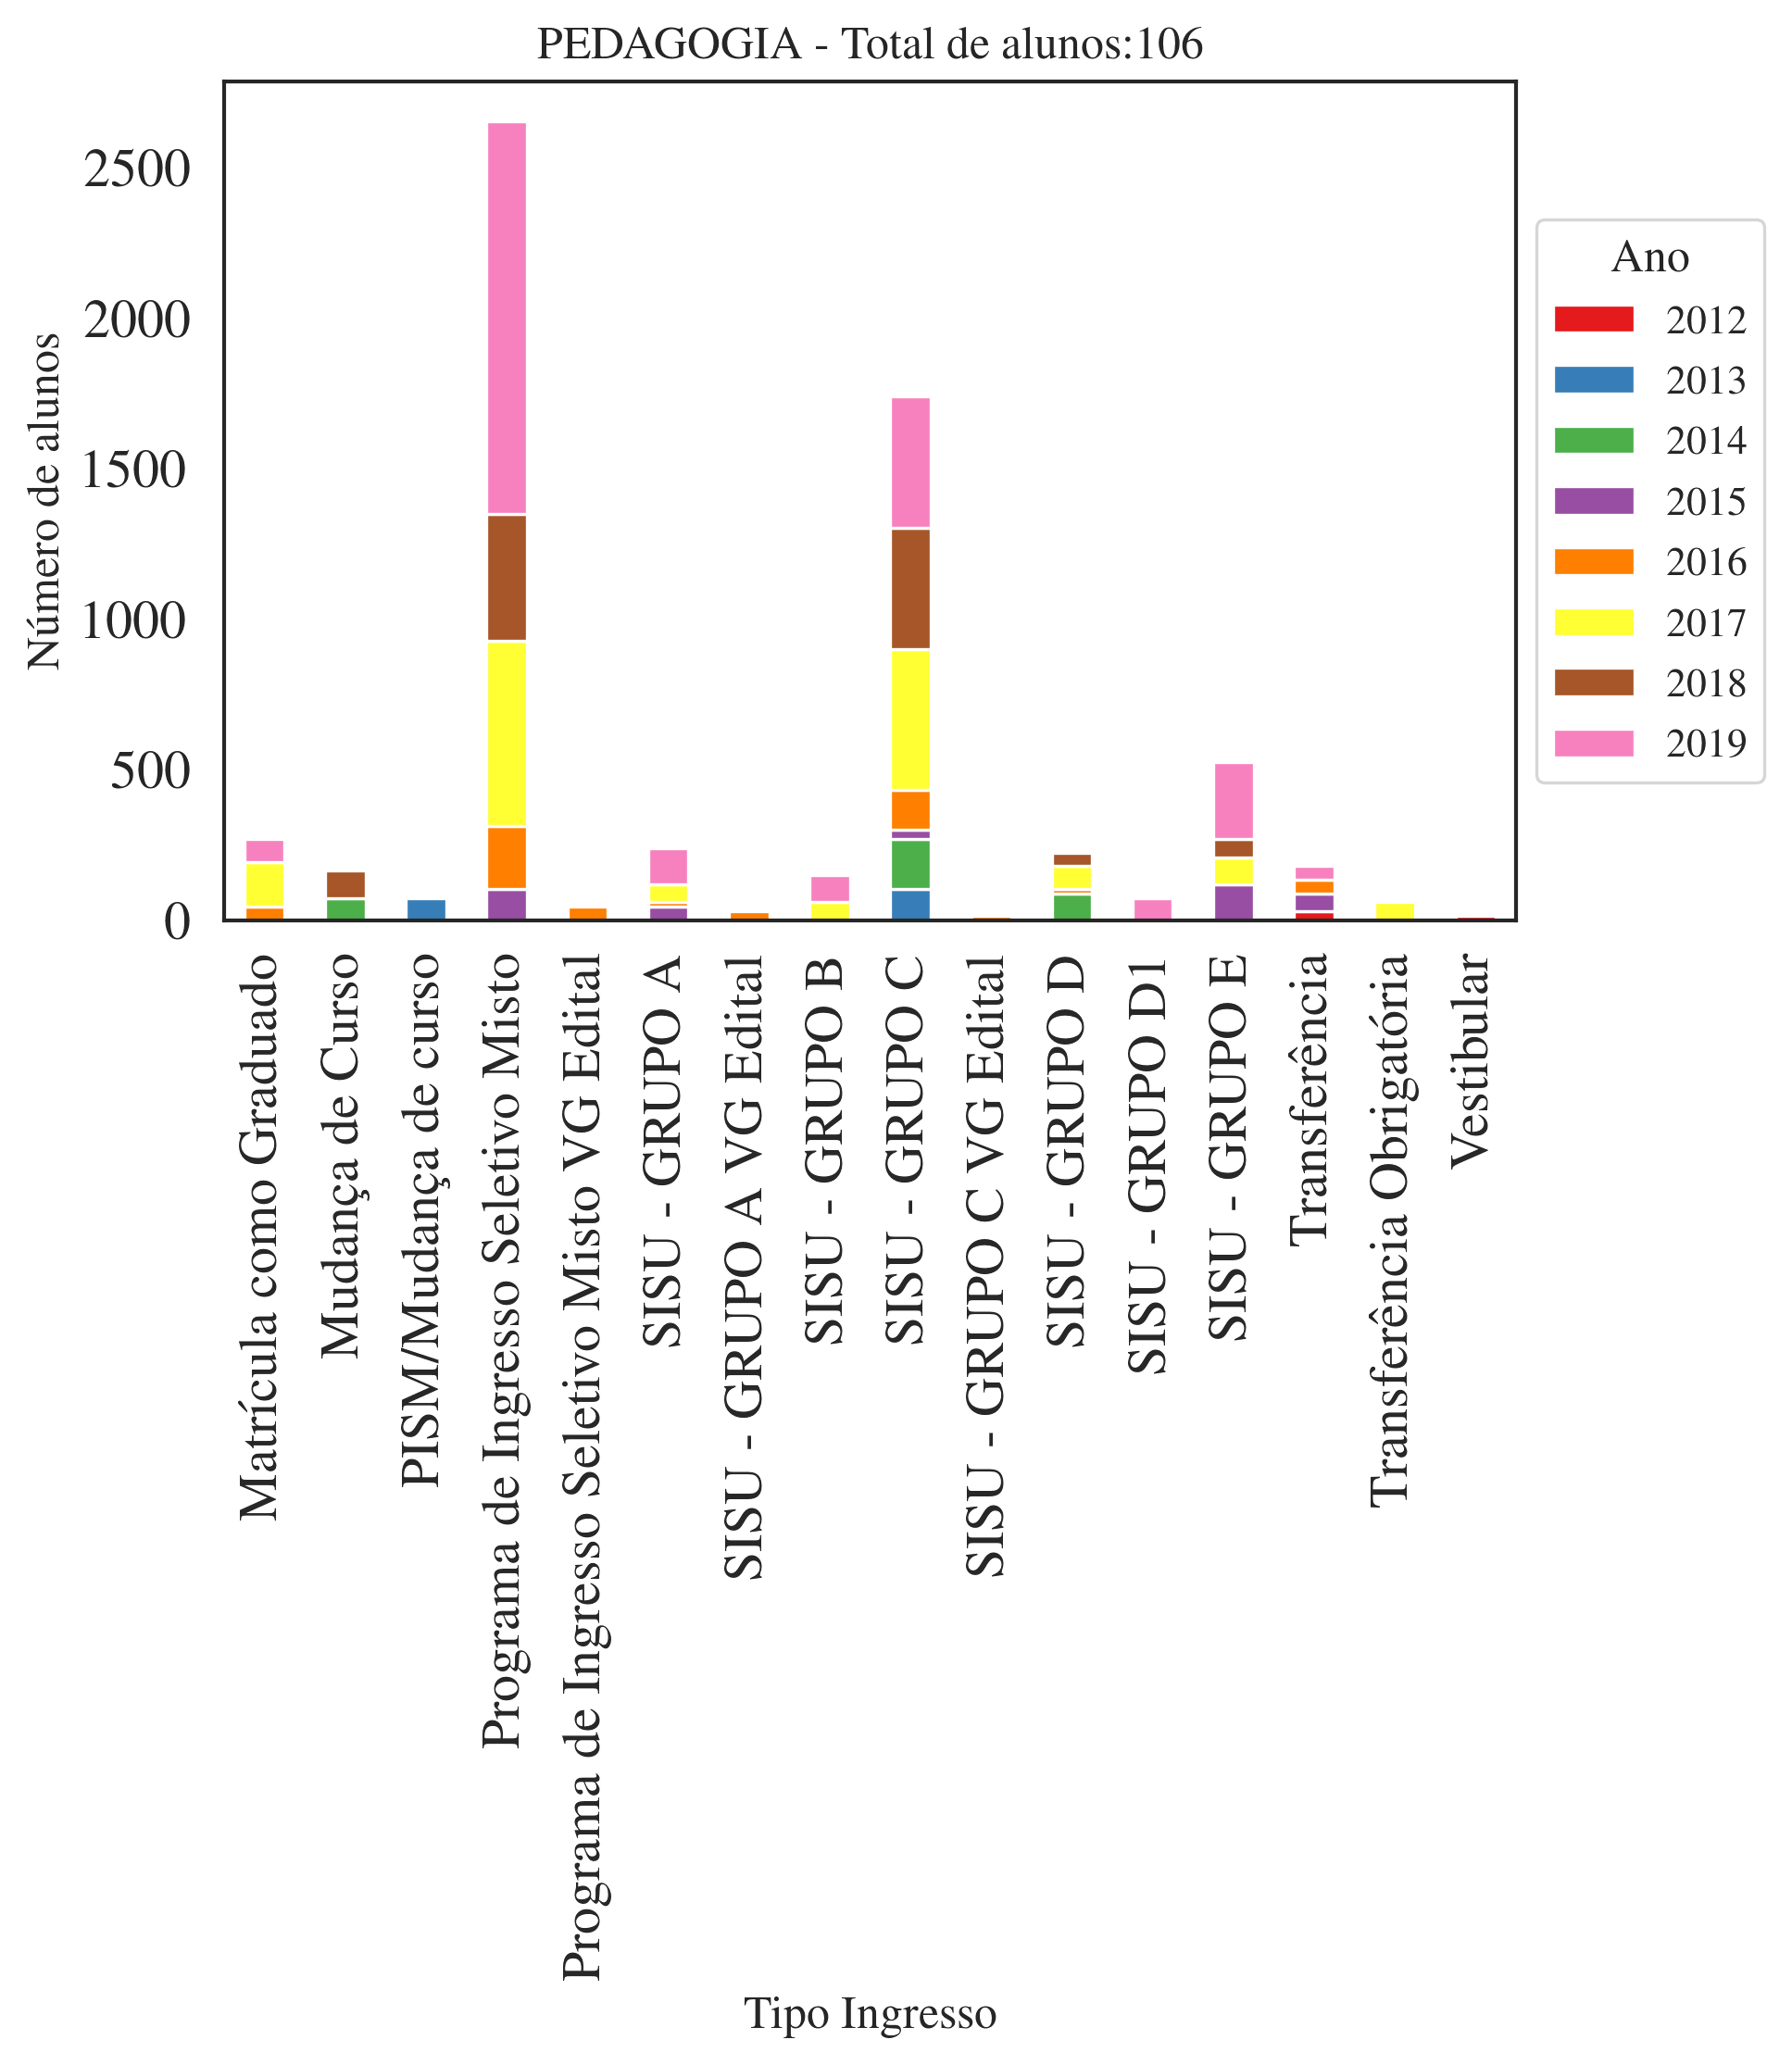 PEDAGOGIA - Total de alunos:106
Número de alunos
2500
2000
1500
1000
500
0
Ano
2012
2013
2014
2015
2016
2017
2018
2019
Matrícula como Graduado
Mudança de Curso
PISM/Mudança de curso
Programa de Ingresso Seletivo Misto
Programa de Ingresso Seletivo Misto VG Edital
SISU - GRUPO A
SISU - GRUPO A VG Edital
SISU - GRUPO B
SISU - GRUPO C
SISU - GRUPO C VG Edital
SISU - GRUPO D
SISU - GRUPO D1
SISU - GRUPO E
Transferência
Transferência Obrigatória
Vestibular
Tipo Ingresso